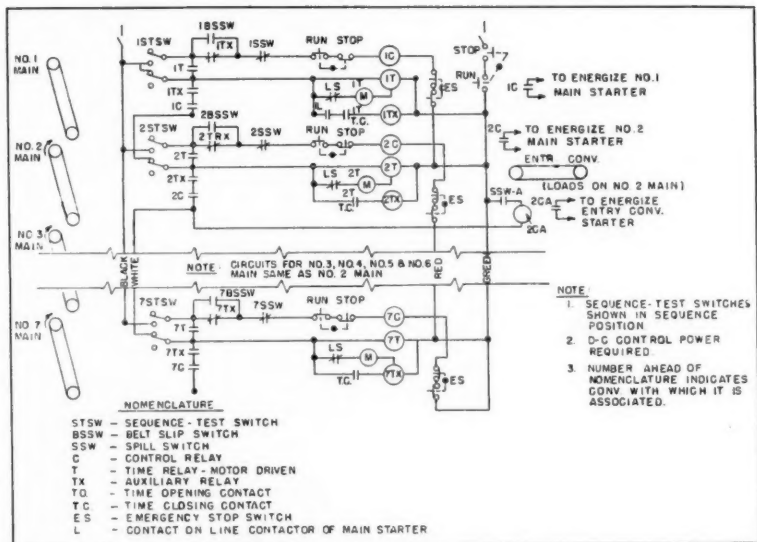 NO. 1 MAIN
NO. 2 MAIN
NO. 3 MAIN
NO. 7 MAIN
1STSW
1BSSW
1TX
1SSW
RUN STOP
1C
1T
1T
1TX
LS
M
1T
1C
1T
T.C.
1TX
ES
STOP
RUN
1C
TO ENERGIZE NO.1
MAIN STARTER
2STSW
2BSSW
2TRX
2SSW
RUN STOP
2C
2T
2T
2TX
LS
M
2T
2C
T.C.
2TX
ES
2C
TO ENERGIZE NO.2
MAIN STARTER
ENTR. CONV.
(LOADS ON NO. 2 MAIN)
SSW-A
2CA
2CA
TO ENERGIZE
ENTRY CONV.
STARTER
BLACK
WHITE
RED
GREEN
NOTE: CIRCUITS FOR NO.3, NO.4, NO.5 & NO.6
MAIN SAME AS NO. 2 MAIN
7STSW
7BSSW
7TX
7SSW
RUN STOP
7C
7T
7T
7TX
LS
M
7C
T.C.
7TX
ES
NOTE:
1. SEQUENCE-TEST SWITCHES
SHOWN IN SEQUENCE
POSITION
2. D-C CONTROL POWER
REQUIRED.
3. NUMBER AHEAD OF
NOMENCLATURE INDICATES
CONV. WITH WHICH IT IS
ASSOCIATED.
NOMENCLATURE
STSW - SEQUENCE-TEST SWITCH
BSSW - BELT SLIP SWITCH
SSW - SPILL SWITCH
C - CONTROL RELAY
T - TIME RELAY-MOTOR DRIVEN
TX - AUXILIARY RELAY
T.O. - TIME OPENING CONTACT
T.C. - TIME CLOSING CONTACT
ES - EMERGENCY STOP SWITCH
L - CONTACT ON LINE CONTACTOR OF MAIN STARTER